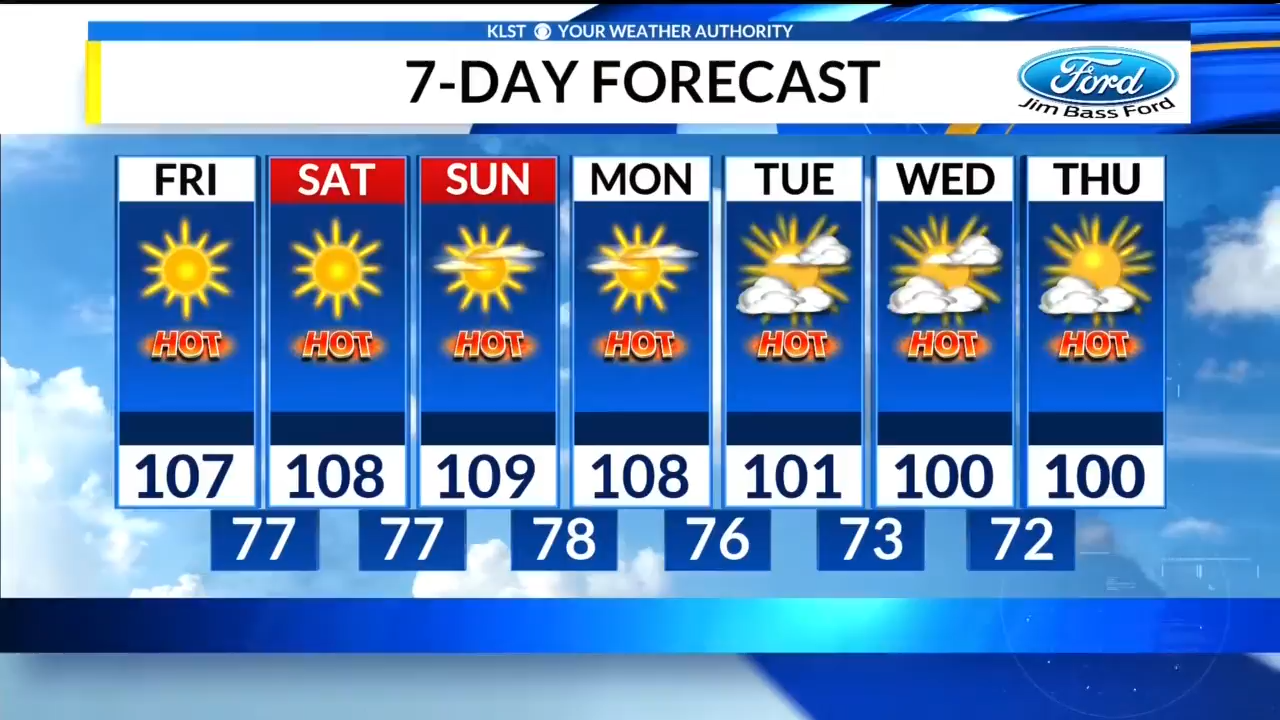 KLST YOUR WEATHER AUTHORITY
7-DAY FORECAST
Ford
Jim Bass Ford
FRI SAT SUN MON TUE WED THU
HOT HOT HOT HOT HOT HOT HOT
107 108 109 108 101 100 100
77 77 78 76 73 72